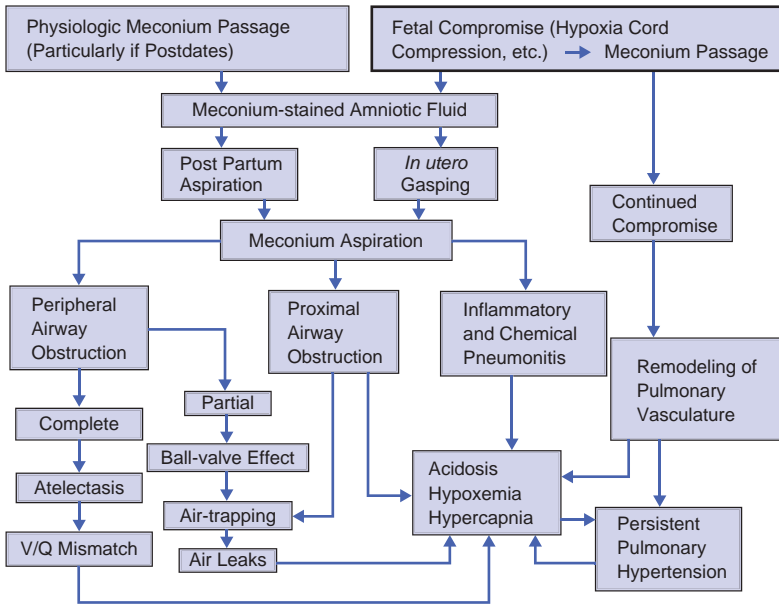 Physiologic Meconium Passage
(Particularly if Postdates)
Fetal Compromise (Hypoxia Cord
Compression, etc.) → Meconium Passage
Meconium-stained Amniotic Fluid
Post Partum
Aspiration
In utero
Gasping
Continued
Compromise
Meconium Aspiration
Peripheral
Airway
Obstruction
Proximal
Airway
Obstruction
Inflammatory
and Chemical
Pneumonitis
Remodeling of
Pulmonary
Vasculature
Partial
Complete
Ball-valve Effect
Acidosis
Hypoxemia
Hypercapnia
Atelectasis
Air-trapping
Persistent
Pulmonary
Hypertension
V/Q Mismatch
Air Leaks